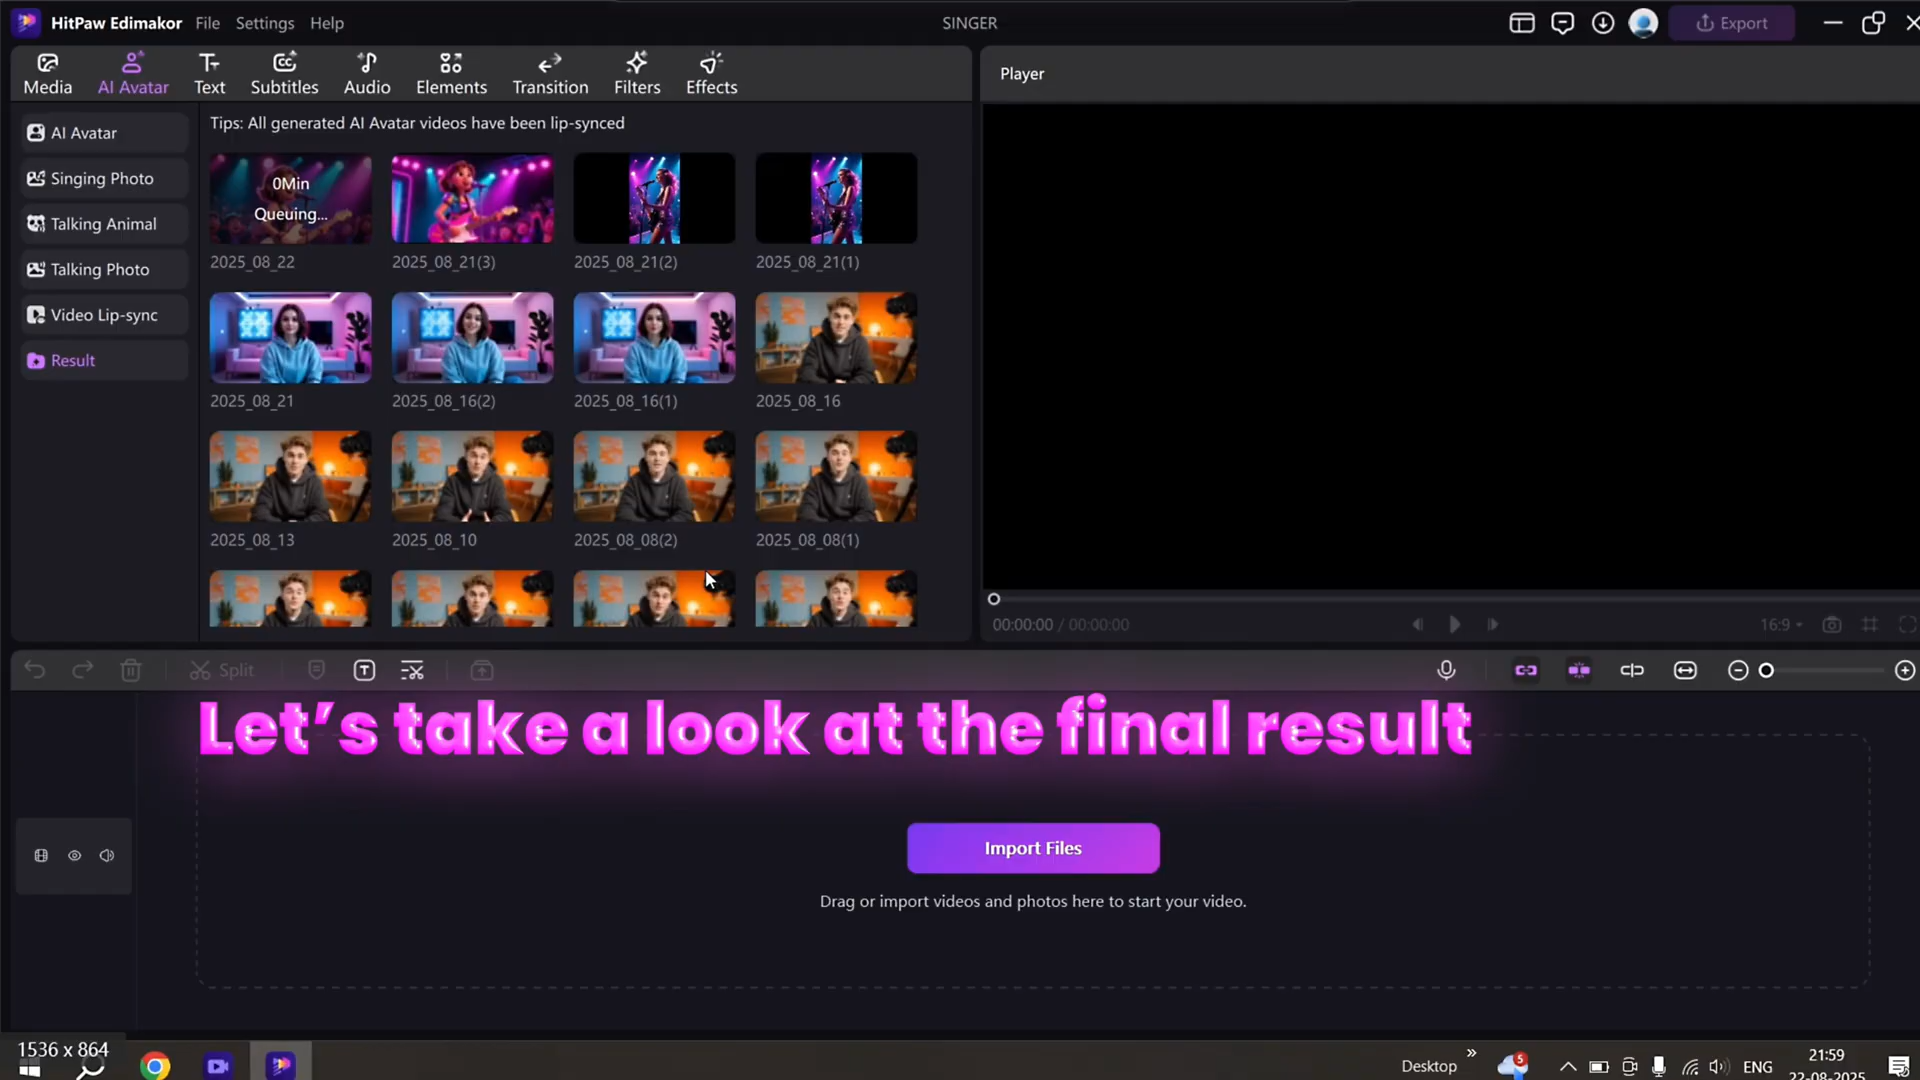 HitPaw Edimakor File Settings Help SINGER Export
Media AI Avatar Text Subtitles Audio Elements Transition Filters Effects Player
Tips: All generated AI Avatar videos have been lip-synced
AI Avatar
Singing Photo
Talking Animal
Talking Photo
Video Lip-sync
Result
0Min
Queuing...
2025_08_22 2025_08_21(3) 2025_08_21(2) 2025_08_21(1)
2025_08_21 2025_08_16(2) 2025_08_16(1) 2025_08_16
2025_08_13 2025_08_10 2025_08_08(2) 2025_08_08(1)
00:00:00 / 00:00:00 16:9
Split
Let's take a look at the final result
Import Files
Drag or import videos and photos here to start your video.
1536 x 864
Desktop 5 ENG 21:59
22-08-2025